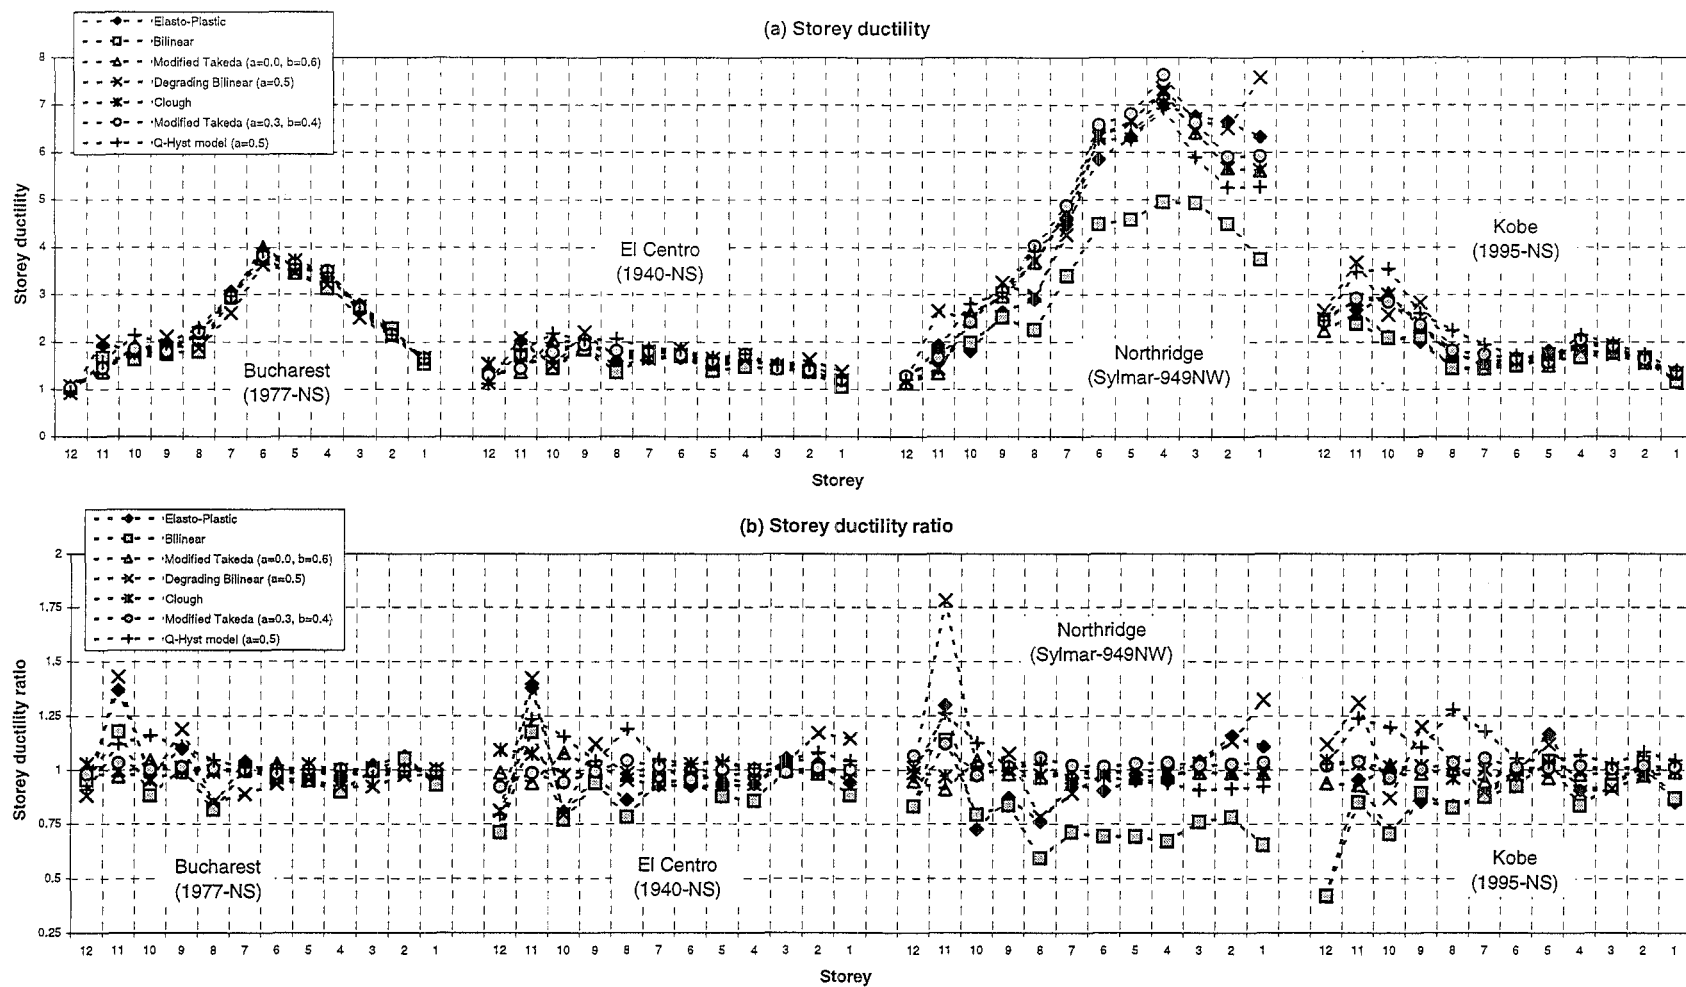 (a) Storey ductility
Elasto-Plastic
Bilinear
Modified Takeda (a=0.0, b=0.6)
Degrading Bilinear (a=0.5)
Clough
Modified Takeda (a=0.3, b=0.4)
Q-Hyst model (a=0.5)
Storey ductility
8
7
6
5
4
3
2
1
0
Bucharest
(1977-NS)
El Centro
(1940-NS)
Northridge
(Sylmar-949NW)
Kobe
(1995-NS)
12 11 10 9 8 7 6 5 4 3 2 1 12 11 10 9 8 7 6 5 4 3 2 1 12 11 10 9 8 7 6 5 4 3 2 1 12 11 10 9 8 7 6 5 4 3 2 1
Storey
(b) Storey ductility ratio
Elasto-Plastic
Bilinear
Modified Takeda (a=0.0, b=0.6)
Degrading Bilinear (a=0.5)
Clough
Modified Takeda (a=0.3, b=0.4)
Q-Hyst model (a=0.5)
Storey ductility ratio
2
1.75
1.5
1.25
1
0.75
0.5
0.25
Bucharest
(1977-NS)
El Centro
(1940-NS)
Northridge
(Sylmar-949NW)
Kobe
(1995-NS)
12 11 10 9 8 7 6 5 4 3 2 1 12 11 10 9 8 7 6 5 4 3 2 1 12 11 10 9 8 7 6 5 4 3 2 1 12 11 10 9 8 7 6 5 4 3 2 1
Storey